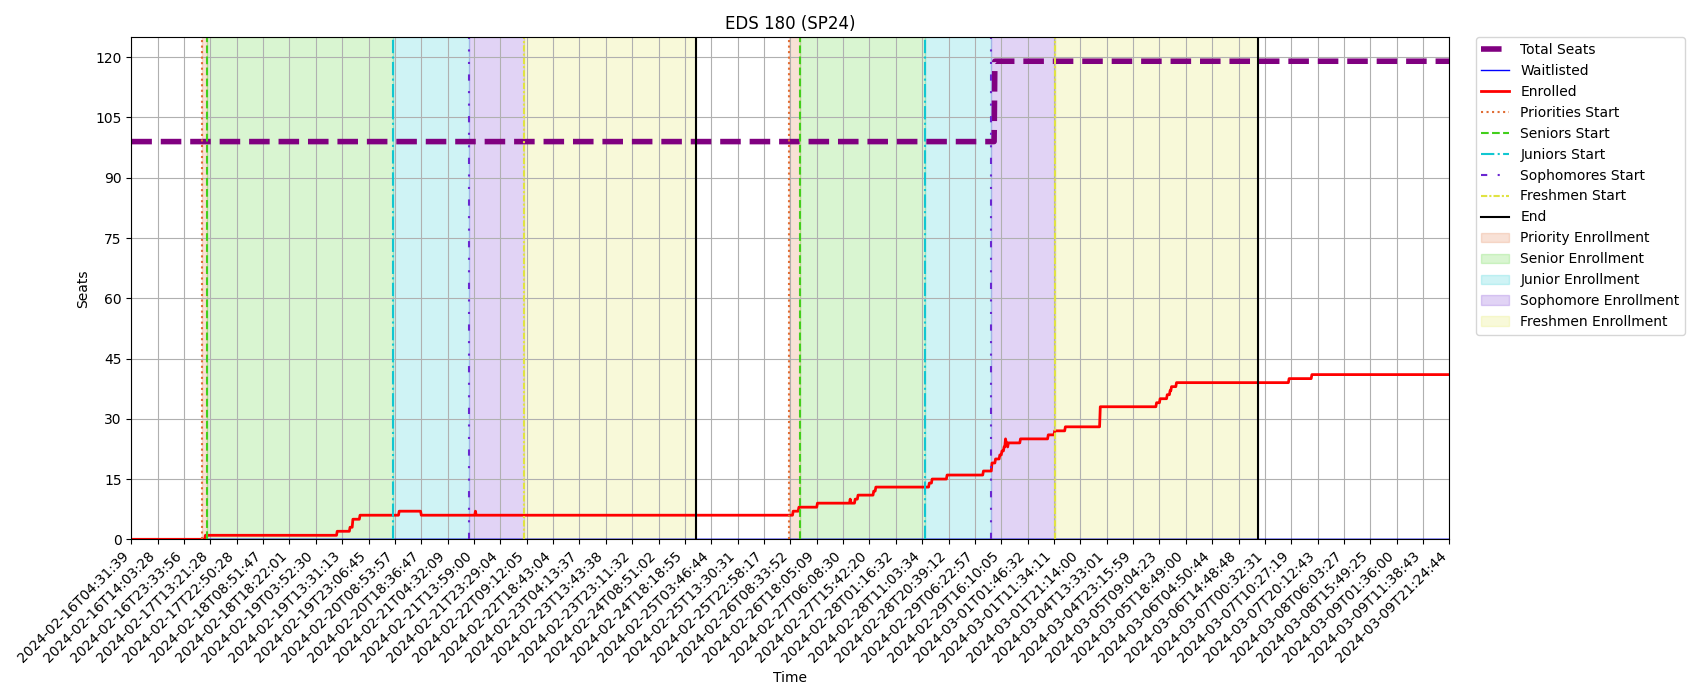 EDS 180 (SP24)
Total Seats
Waitlisted
Enrolled
Priorities Start
Seniors Start
Juniors Start
Sophomores Start
Freshmen Start
End
Priority Enrollment
Senior Enrollment
Junior Enrollment
Sophomore Enrollment
Freshmen Enrollment
Seats
120
105
90
75
60
45
30
15
0
2024-02-16T04:31:39
2024-02-16T14:03:28
2024-02-16T23:33:56
2024-02-17T13:21:28
2024-02-17T22:50:28
2024-02-18T08:51:47
2024-02-18T18:22:01
2024-02-19T03:52:30
2024-02-19T13:31:13
2024-02-19T23:06:45
2024-02-20T08:53:57
2024-02-20T18:36:47
2024-02-21T04:32:09
2024-02-21T13:59:00
2024-02-21T23:29:04
2024-02-22T09:12:05
2024-02-22T18:43:04
2024-02-23T04:13:37
2024-02-23T13:43:38
2024-02-23T23:11:32
2024-02-24T08:51:02
2024-02-24T18:18:55
2024-02-25T03:46:44
2024-02-25T13:30:31
2024-02-25T22:58:17
2024-02-26T08:33:52
2024-02-26T18:05:09
2024-02-27T06:08:30
2024-02-27T15:42:20
2024-02-28T01:16:32
2024-02-28T11:03:34
2024-02-28T20:39:12
2024-02-29T06:22:57
2024-02-29T16:10:05
2024-03-01T01:46:32
2024-03-01T11:34:11
2024-03-01T21:14:00
2024-03-04T13:33:01
2024-03-04T23:15:59
2024-03-05T09:04:23
2024-03-05T18:49:00
2024-03-06T04:50:44
2024-03-06T14:48:48
2024-03-07T00:32:31
2024-03-07T10:27:19
2024-03-07T20:12:43
2024-03-08T06:03:27
2024-03-08T15:49:25
2024-03-09T01:36:00
2024-03-09T11:38:43
2024-03-09T21:24:44
Time